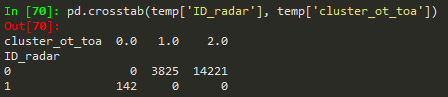 In [70]: pd.crosstab(temp['ID_radar'], temp['cluster_ot_toa'])
Out[70]:
cluster_ot_toa  0.0   1.0    2.0
ID_radar
0                 0  3825  14221
1               142     0      0